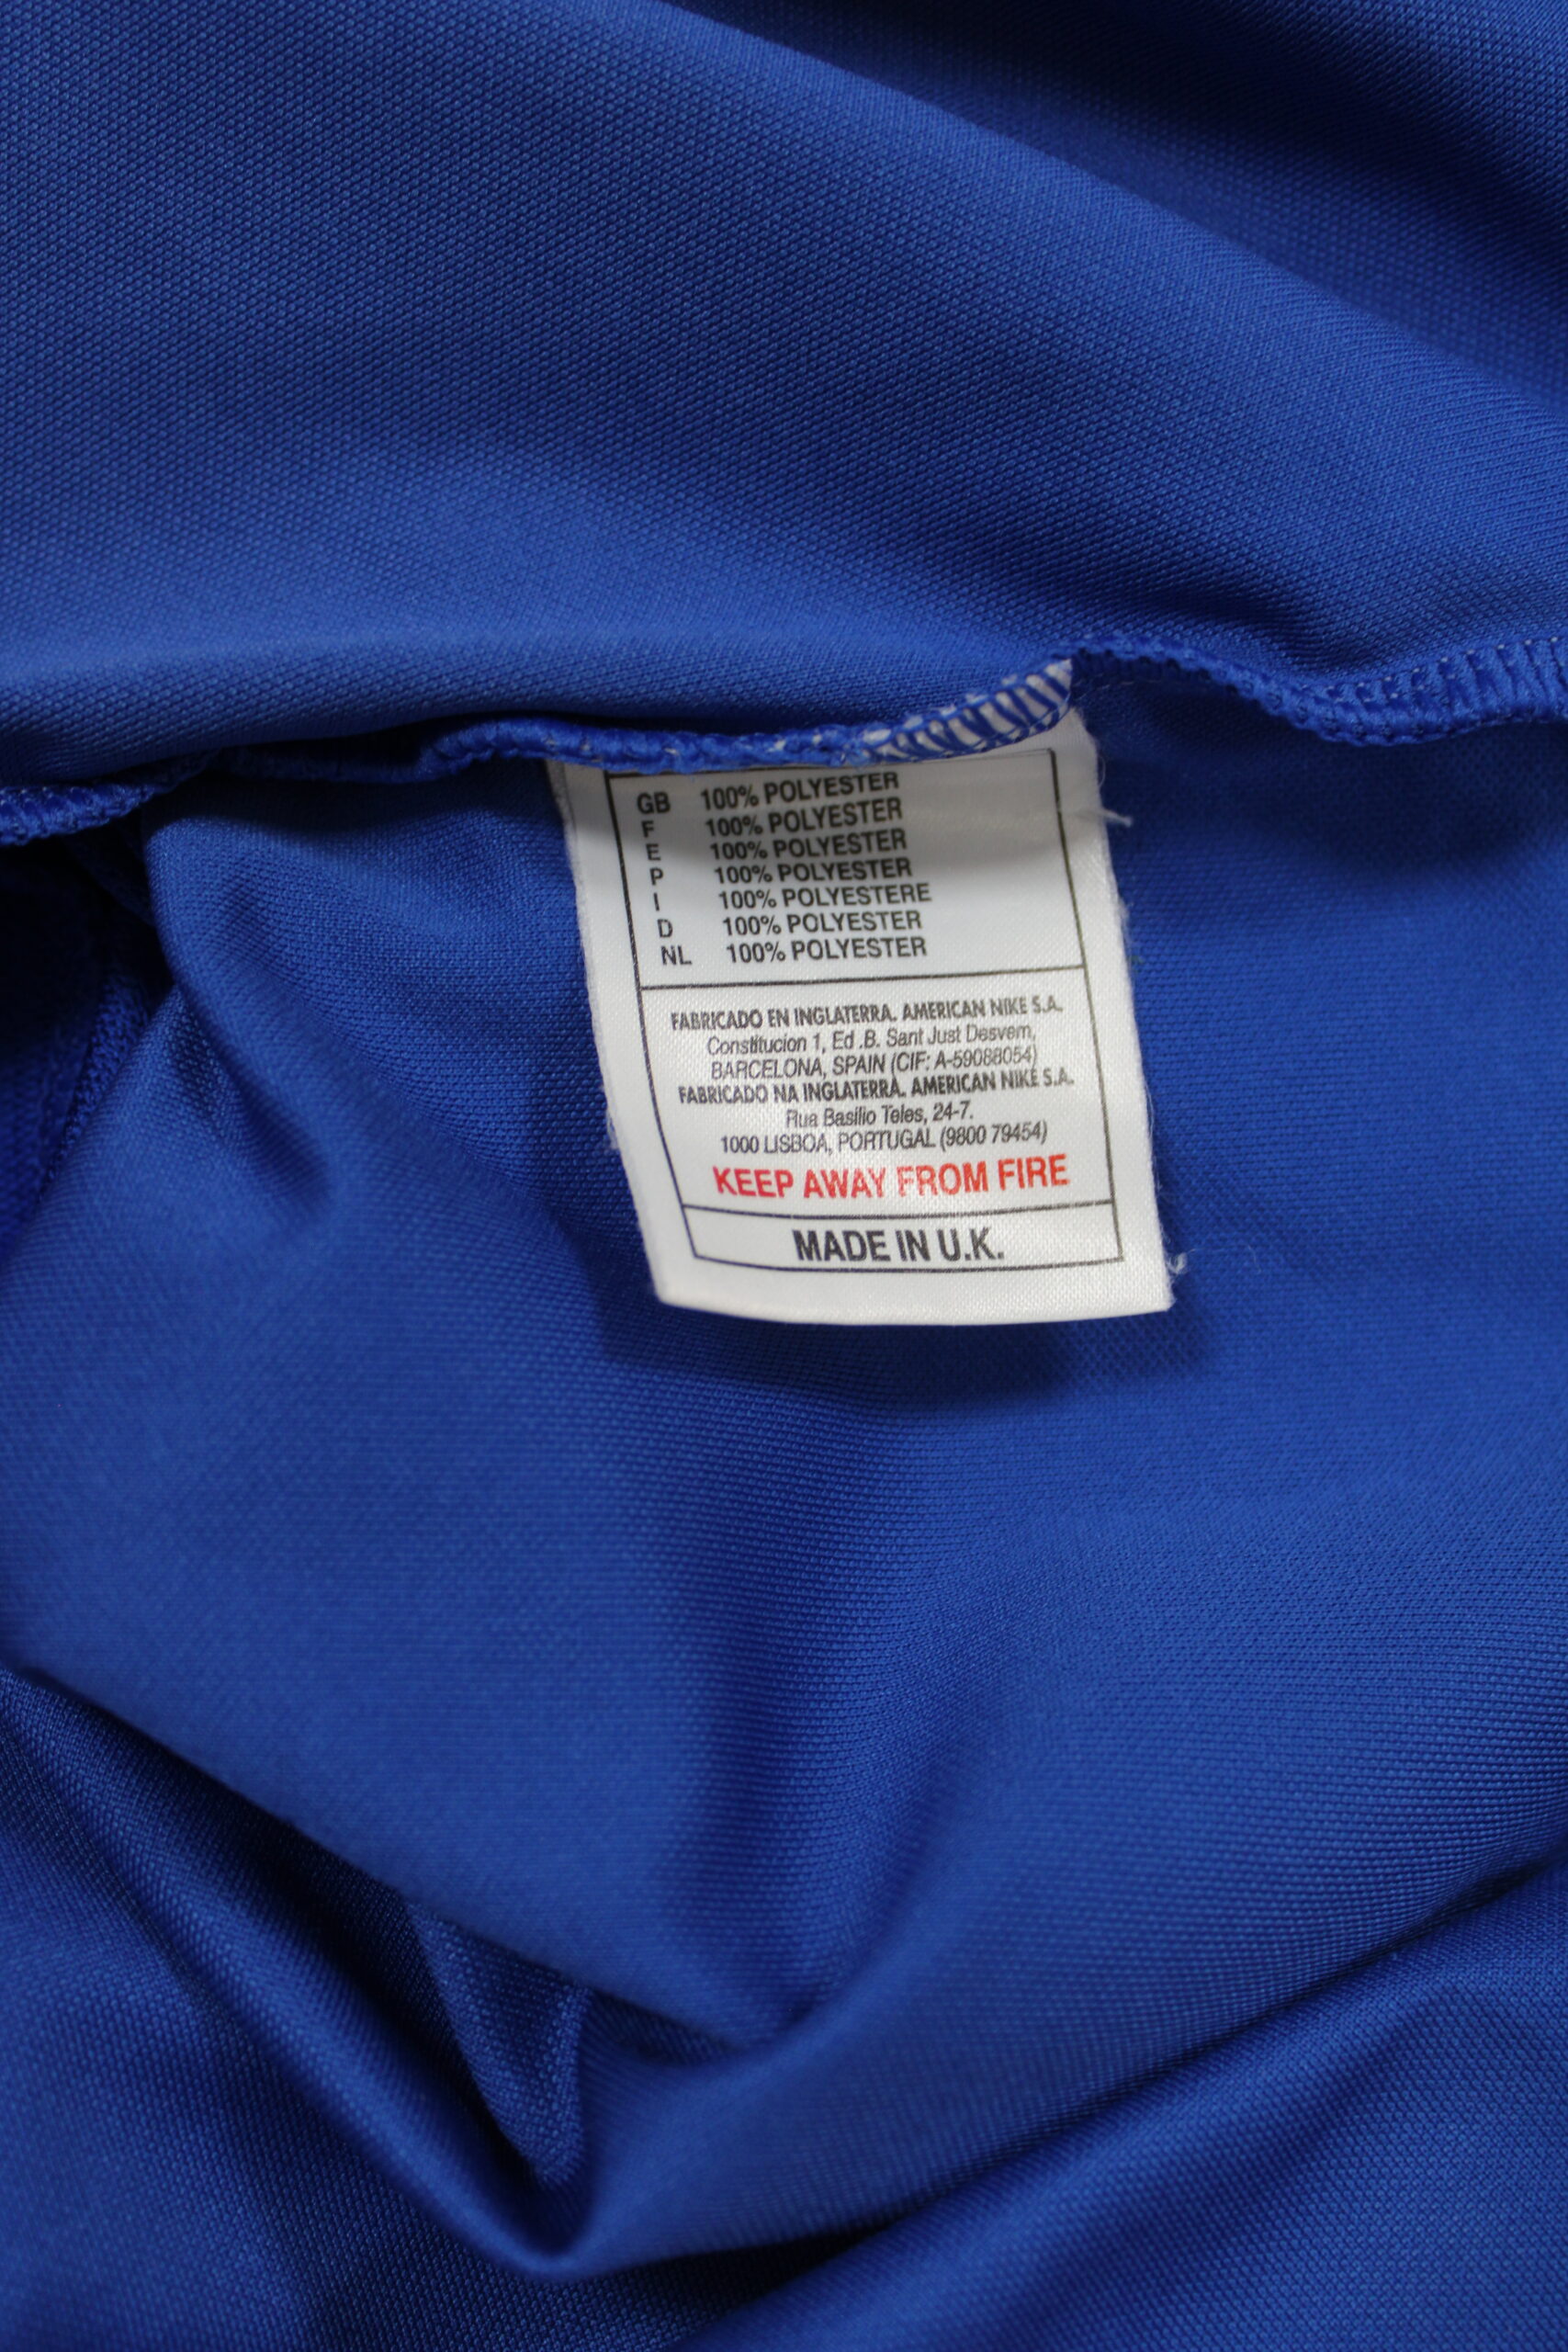 GB 100% POLYESTER
F 100% POLYESTER
E 100% POLYESTER
P 100% POLYESTER
I 100% POLYESTERE
D 100% POLYESTER
NL 100% POLYESTER
FABRICADO EN INGLATERRA. AMERICAN NIKE S.A.
Constitucion 1, Ed .B. Sant Just Desvern,
BARCELONA, SPAIN (CIF: A-59088054)
FABRICADO NA INGLATERRA. AMERICAN NIKE S.A.
Rua Basilio Teles, 24-7.
1000 LISBOA, PORTUGAL (9800 79454)
KEEP AWAY FROM FIRE
MADE IN U.K.